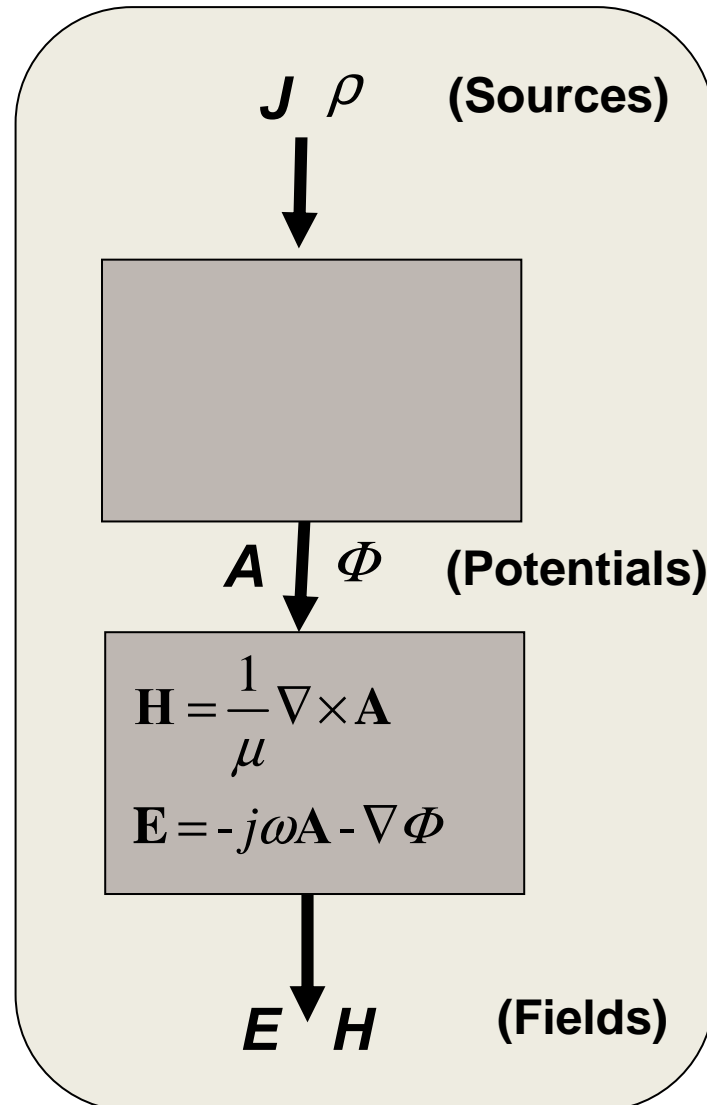 J ρ (Sources)
A Φ (Potentials)
H = 1/μ ∇ × A
E = - jωA - ∇Φ
E H (Fields)